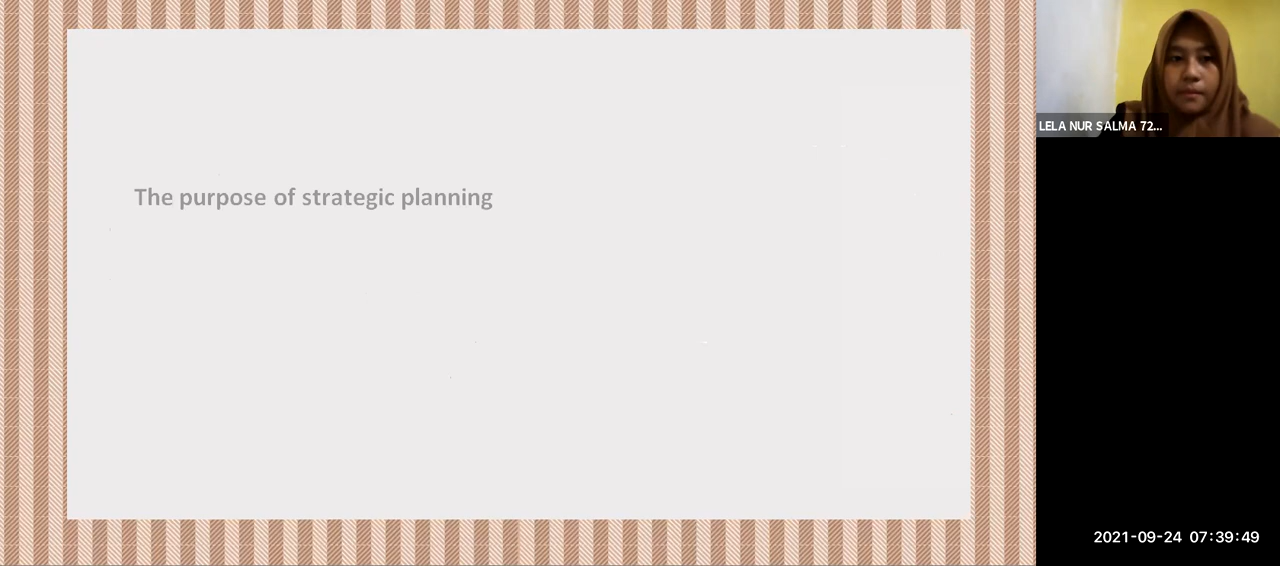 The purpose of strategic planning
LELA NUR SALMA 72...
2021-09-24 07:39:49